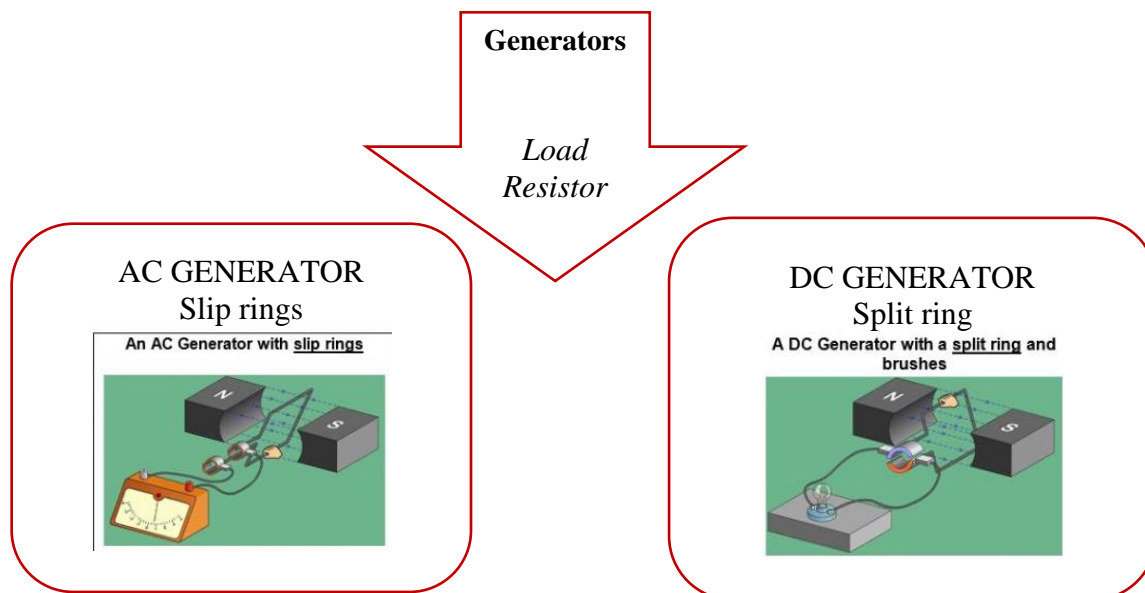 Generators
Load
Resistor
AC GENERATOR
Slip rings
An AC Generator with slip rings
N
S
DC GENERATOR
Split ring
A DC Generator with a split ring and
brushes
N
S